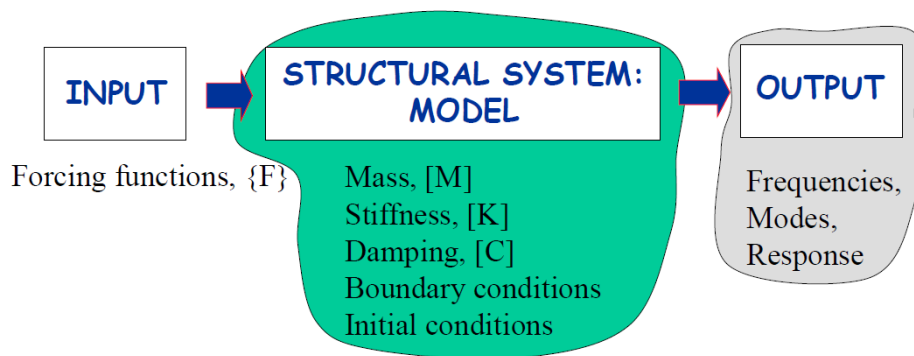 INPUT
STRUCTURAL SYSTEM:
MODEL
OUTPUT
Forcing functions, {F}
Mass, [M]
Stiffness, [K]
Damping, [C]
Boundary conditions
Initial conditions
Frequencies,
Modes,
Response